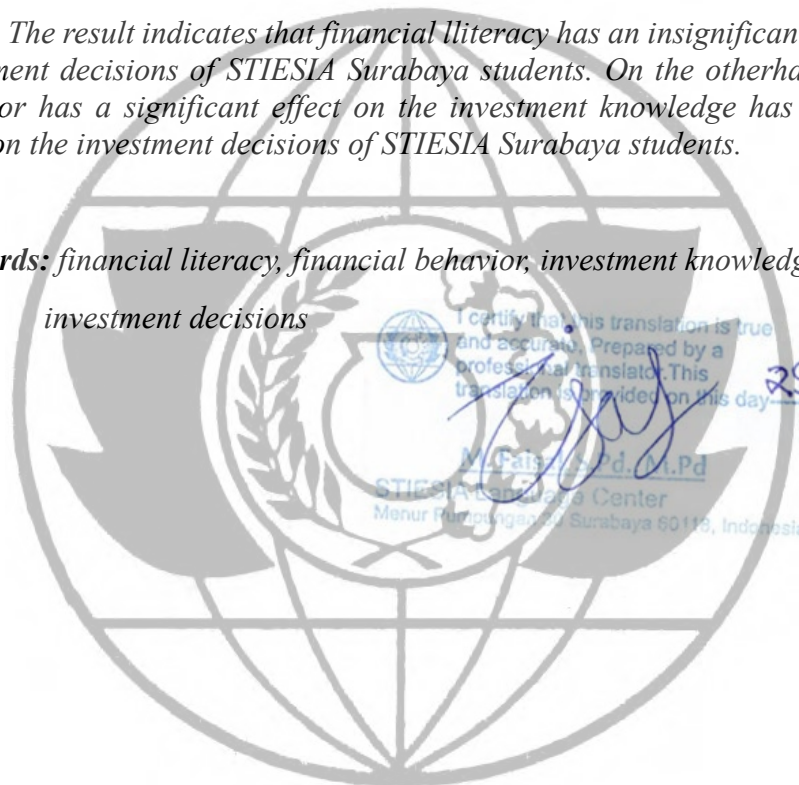 The result indicates that financial lliteracy has an insignifican
ment decisions of STIESIA Surabaya students. On the otherha
or has a significant effect on the investment knowledge has
on the investment decisions of STIESIA Surabaya students.
rds: financial literacy, financial behavior, investment knowledg
investment decisions
I certify that this translation is true
and accurate, Prepared by a
professional translator. This
translation is provided on this day
M. Faisal, S.Pd., M.Pd
STIESIA Language Center
Menur Pumpungan 30 Surabaya 60118, Indonesia